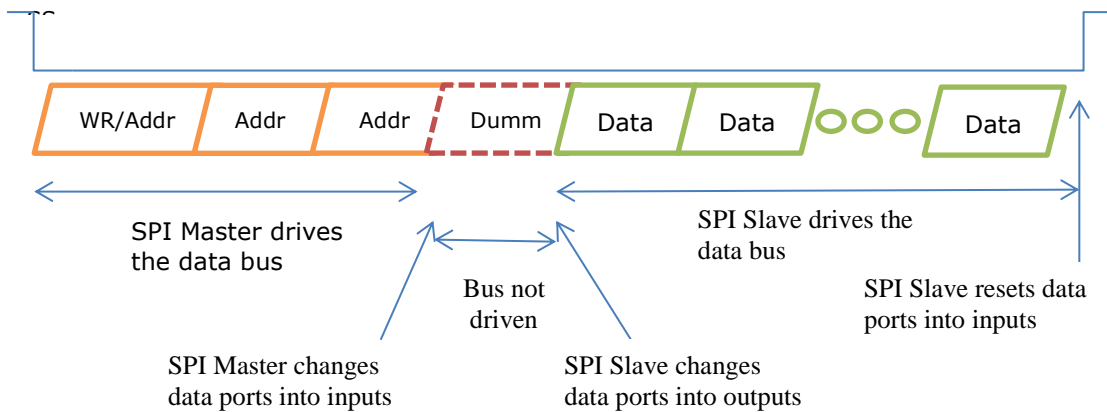 WR/Addr Addr Addr Dumm Data Data Data
SPI Master drives
the data bus
SPI Slave drives the
data bus
Bus not
driven
SPI Slave resets data
ports into inputs
SPI Master changes
data ports into inputs
SPI Slave changes
data ports into outputs